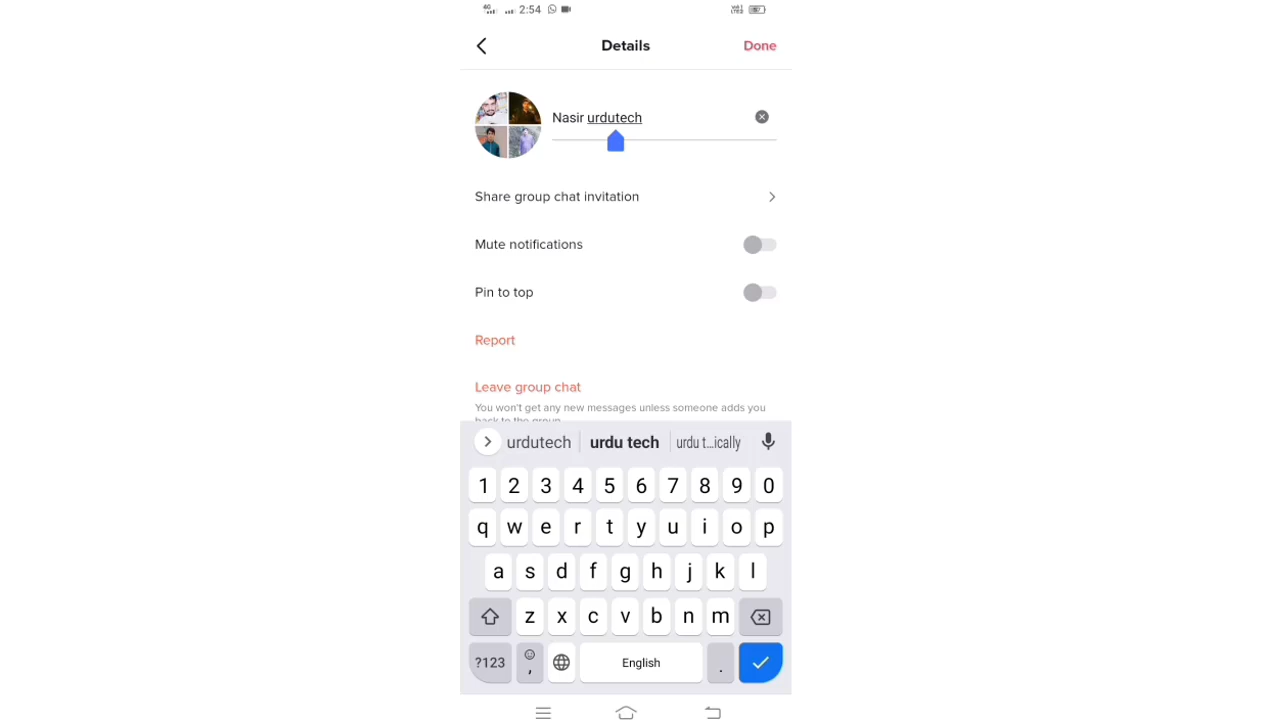 4G 2:54
Details Done
Nasir urdutech
Share group chat invitation
Mute notifications
Pin to top
Report
Leave group chat
You won't get any new messages unless someone adds you
back to the group.
urdutech urdu tech urdu t...ically
1 2 3 4 5 6 7 8 9 0
q w e r t y u i o p
a s d f g h j k l
z x c v b n m
?123 , English .